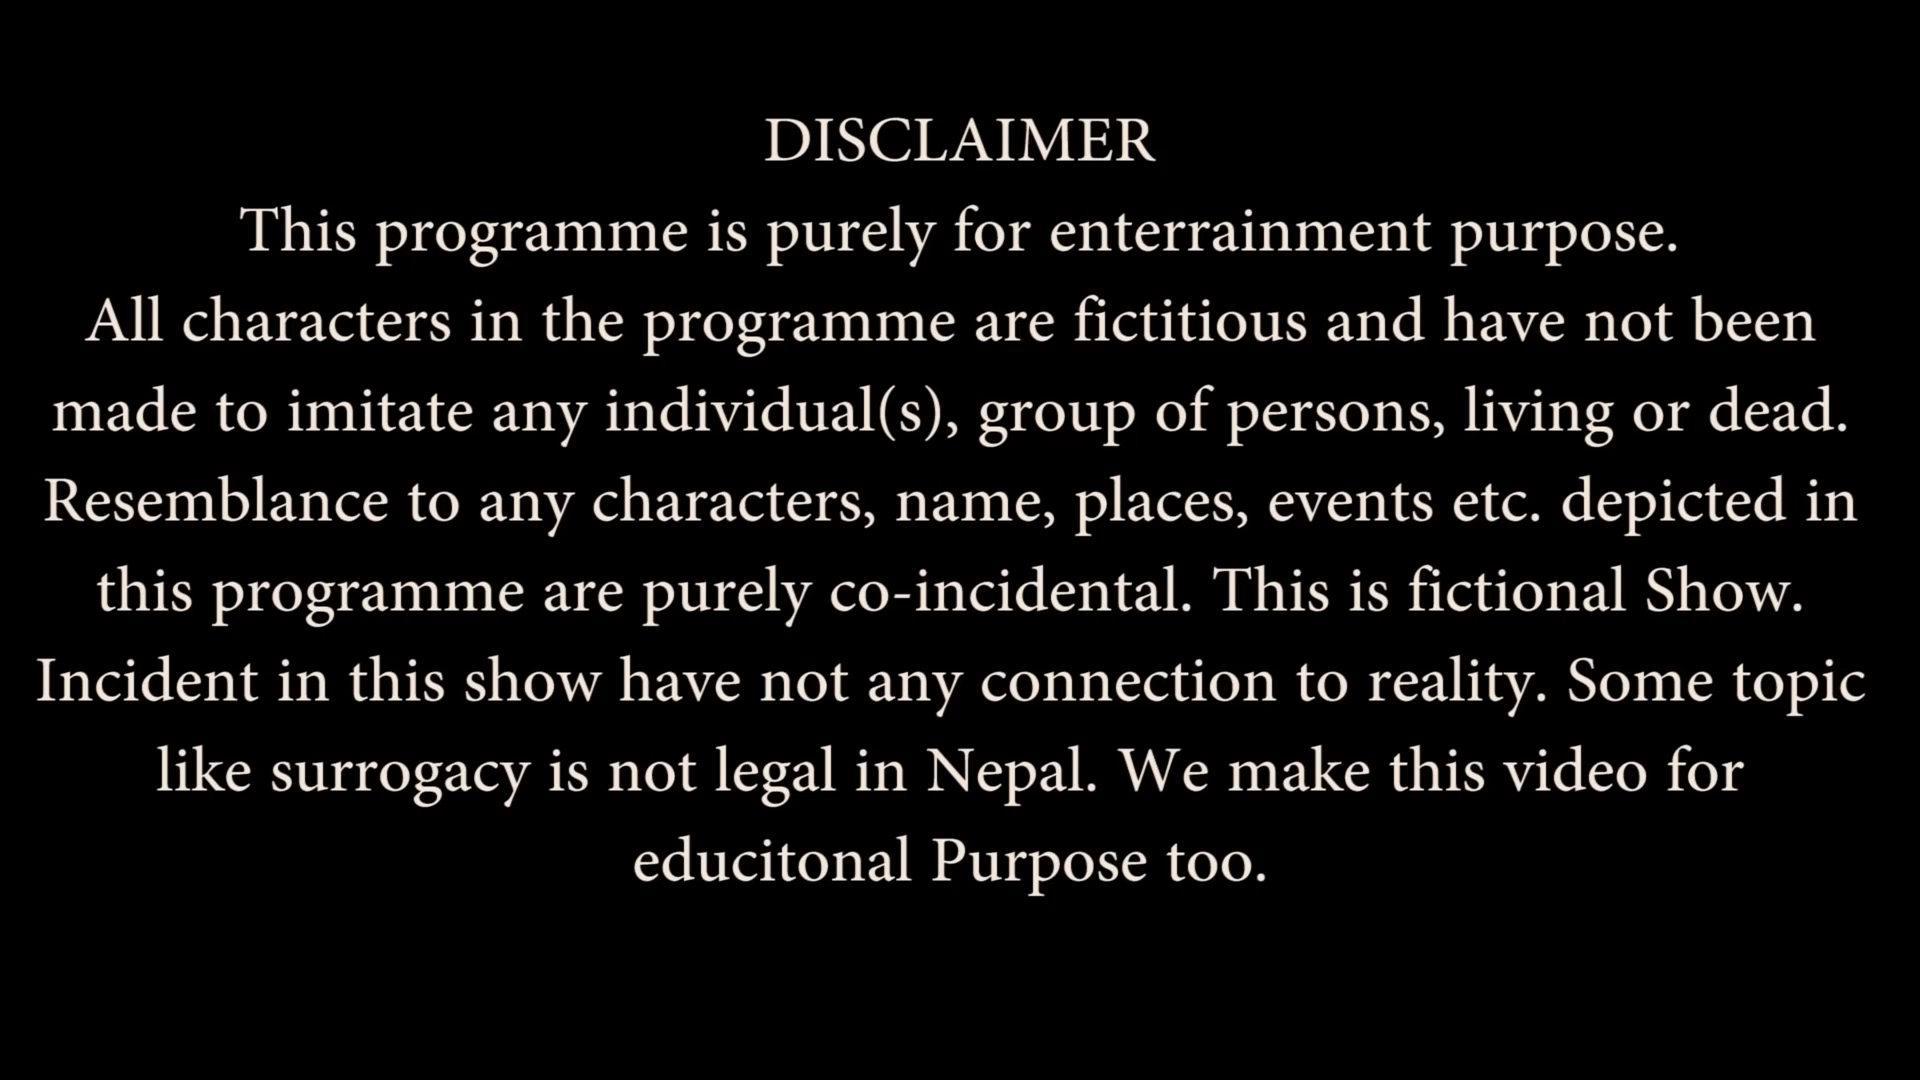 DISCLAIMER
This programme is purely for enterrainment purpose.
All characters in the programme are fictitious and have not been
made to imitate any individual(s), group of persons, living or dead.
Resemblance to any characters, name, places, events etc. depicted in
this programme are purely co-incidental. This is fictional Show.
Incident in this show have not any connection to reality. Some topic
like surrogacy is not legal in Nepal. We make this video for
educitonal Purpose too.